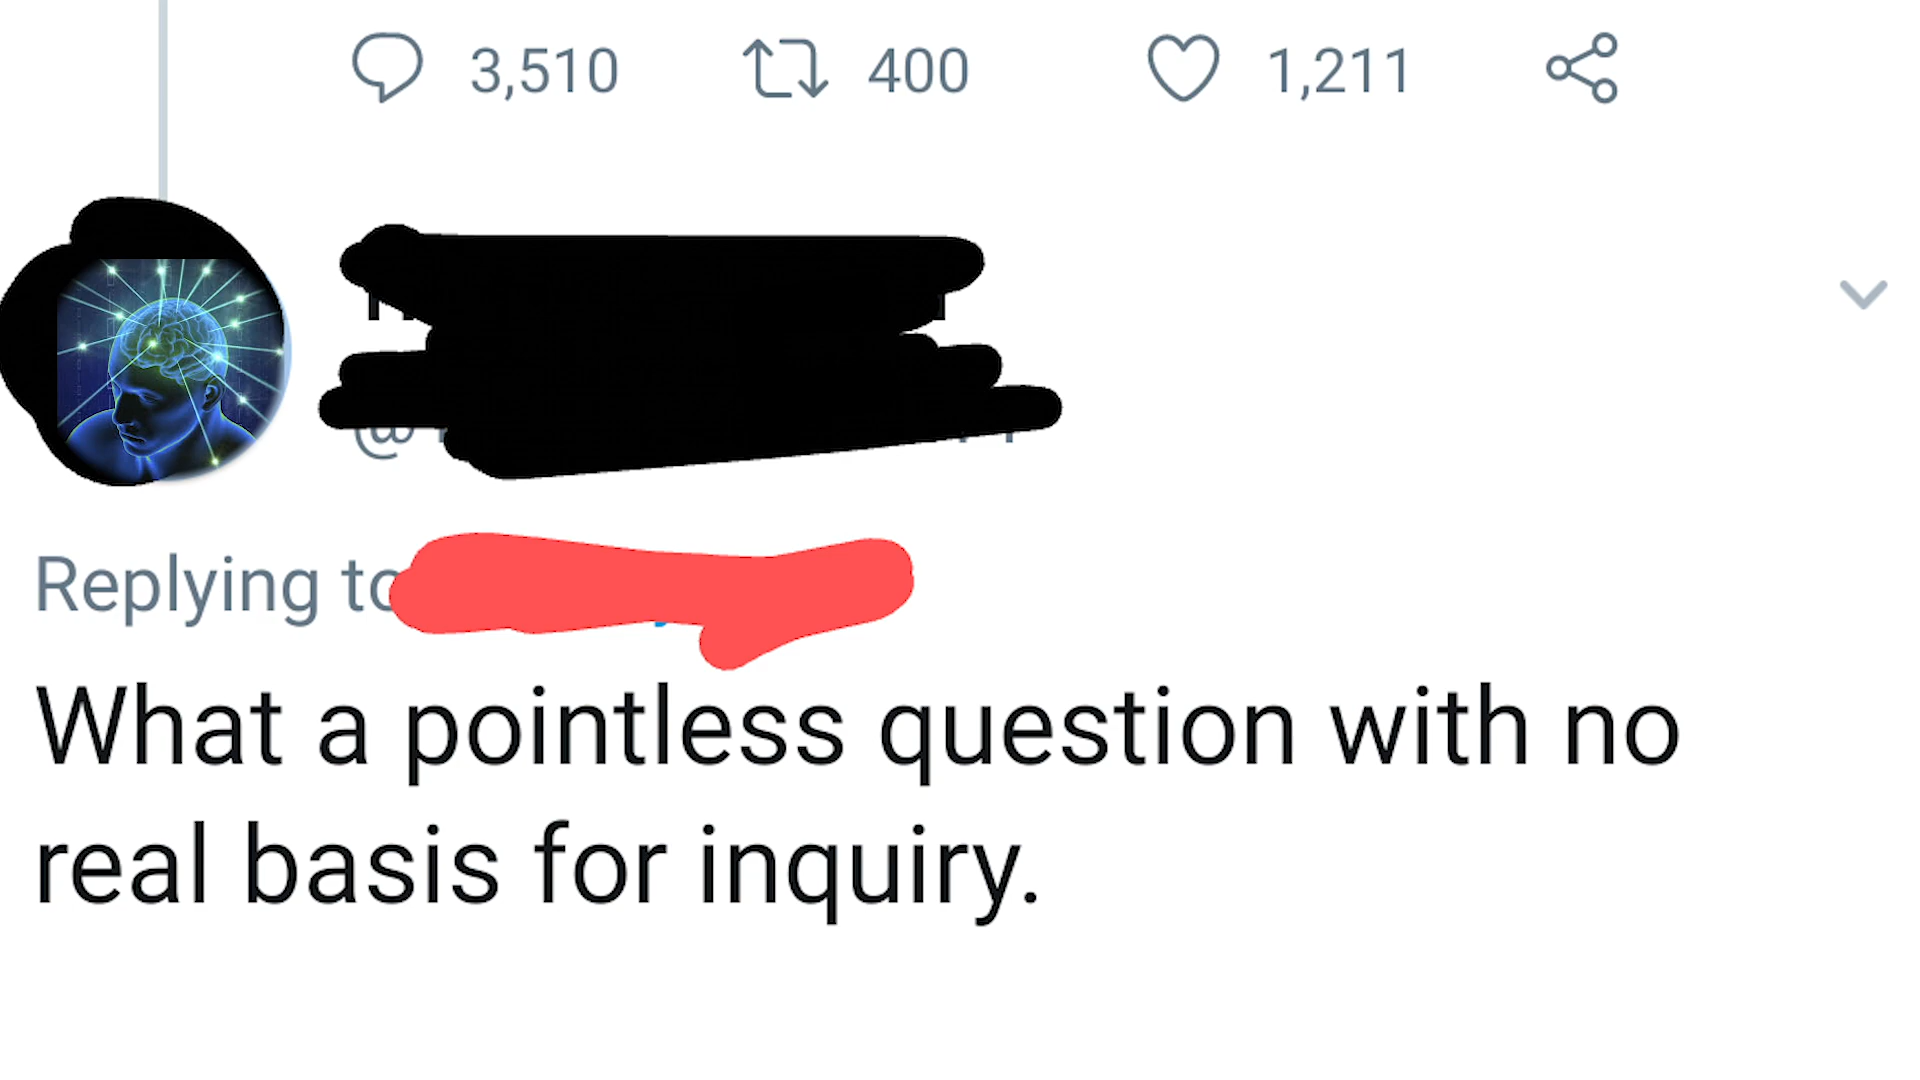 3,510 400 1,211
@
Replying to
What a pointless question with no
real basis for inquiry.